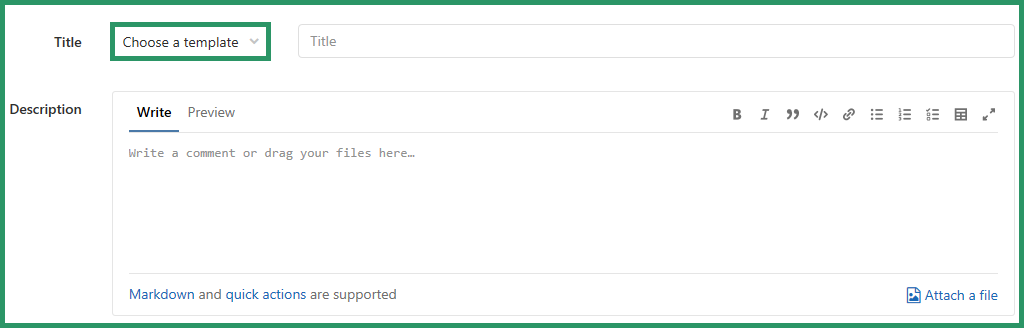 Title Choose a template Title
Description
Write Preview
Write a comment or drag your files here…
Markdown and quick actions are supported Attach a file